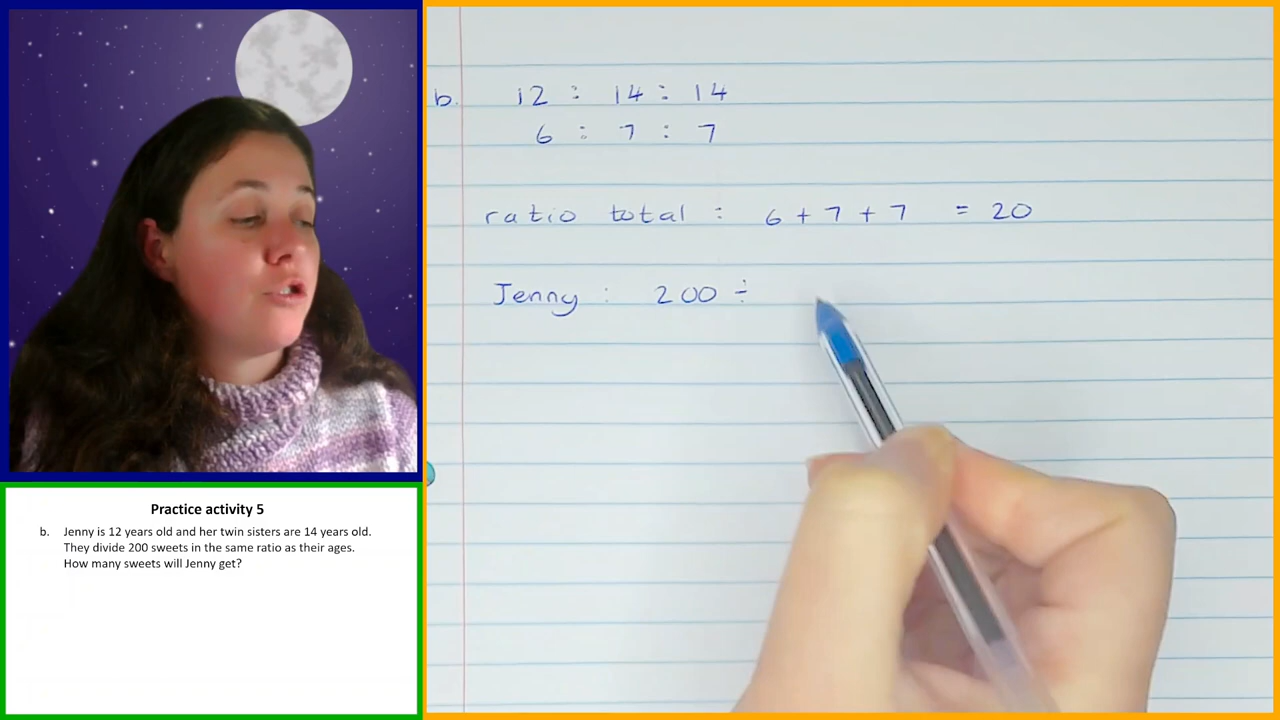 b. 12 : 14 : 14
6 : 7 : 7
ratio total : 6 + 7 + 7 = 20
Jenny : 200 ÷
Practice activity 5
b. Jenny is 12 years old and her twin sisters are 14 years old.
They divide 200 sweets in the same ratio as their ages.
How many sweets will Jenny get?